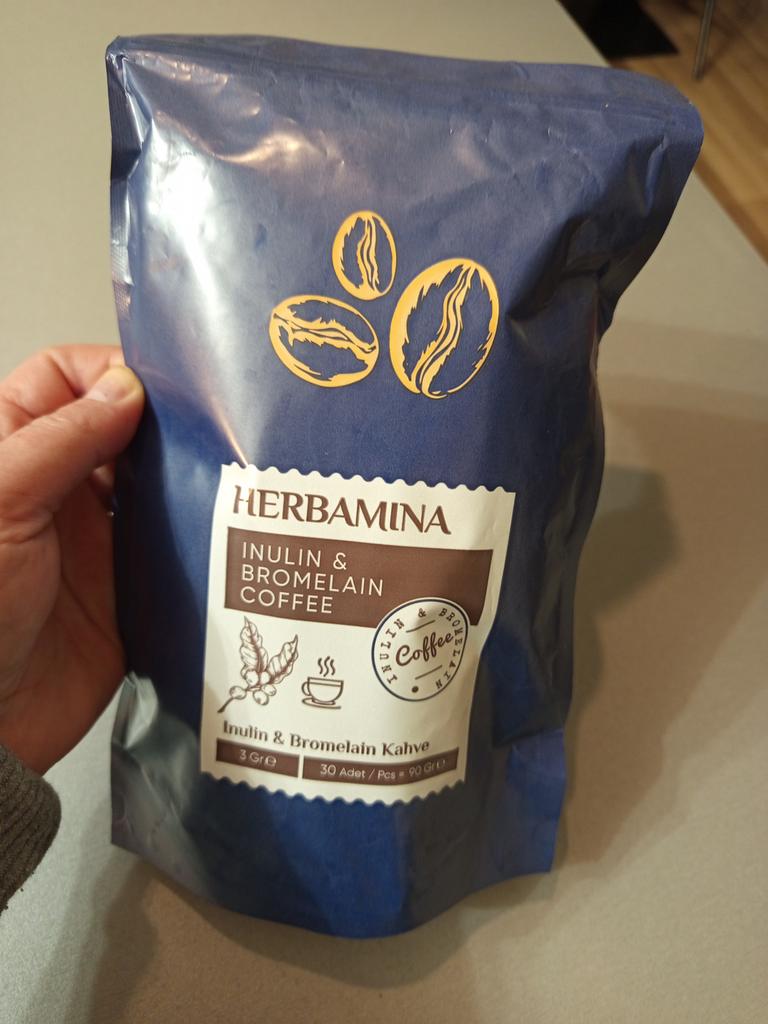 HERBAMINA
INULIN &
BROMELAIN
COFFEE
INULIN & BROMELAIN
Coffee
Inulin & Bromelain Kahve
3 Gr℮
30 Adet / Pcs = 90 Gr℮